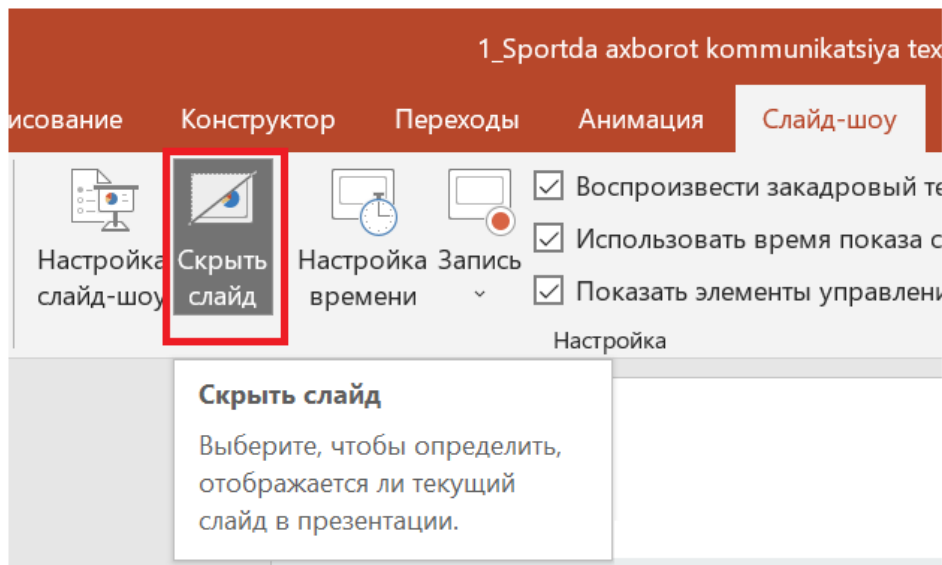 1_Sportda axborot kommunikatsiya tex
исование Конструктор Переходы Анимация Слайд-шоу
Настройка слайд-шоу
Скрыть слайд
Настройка времени
Запись
Воспроизвести закадровый те
Использовать время показа с
Показать элементы управлени
Настройка
Скрыть слайд
Выберите, чтобы определить,
отображается ли текущий
слайд в презентации.